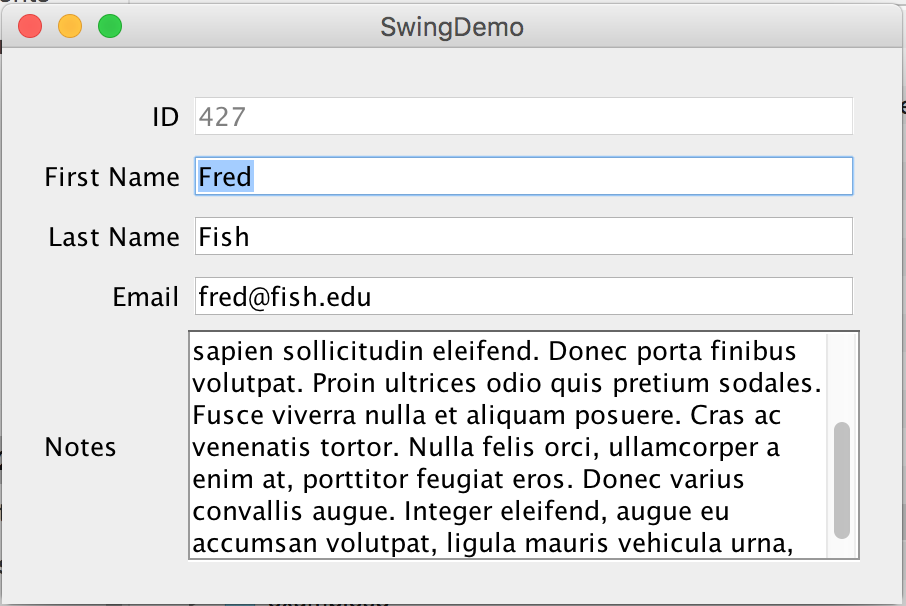 SwingDemo
ID 427
First Name Fred
Last Name Fish
Email fred@fish.edu
Notes
sapien sollicitudin eleifend. Donec porta finibus
volutpat. Proin ultrices odio quis pretium sodales.
Fusce viverra nulla et aliquam posuere. Cras ac
venenatis tortor. Nulla felis orci, ullamcorper a
enim at, porttitor feugiat eros. Donec varius
convallis augue. Integer eleifend, augue eu
accumsan volutpat, ligula mauris vehicula urna,